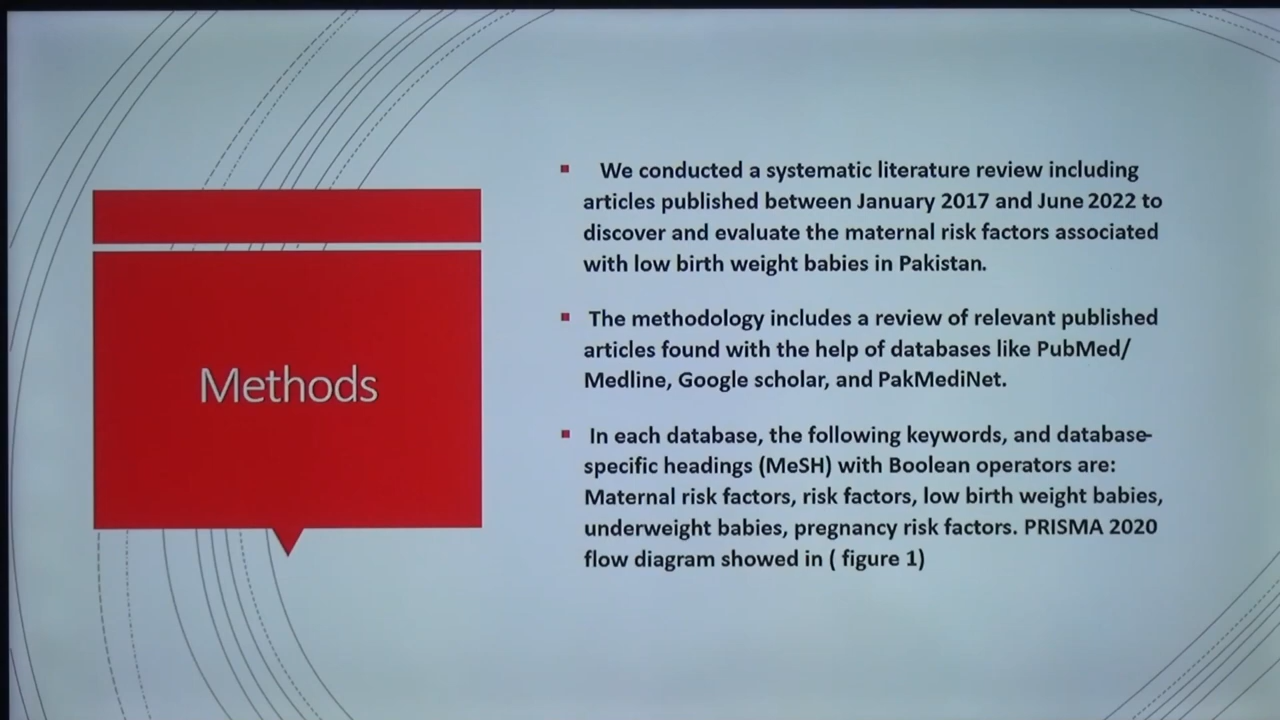 Methods
We conducted a systematic literature review including
articles published between January 2017 and June 2022 to
discover and evaluate the maternal risk factors associated
with low birth weight babies in Pakistan.
The methodology includes a review of relevant published
articles found with the help of databases like PubMed/
Medline, Google scholar, and PakMediNet.
In each database, the following keywords, and database-
specific headings (MeSH) with Boolean operators are:
Maternal risk factors, risk factors, low birth weight babies,
underweight babies, pregnancy risk factors. PRISMA 2020
flow diagram showed in ( figure 1)